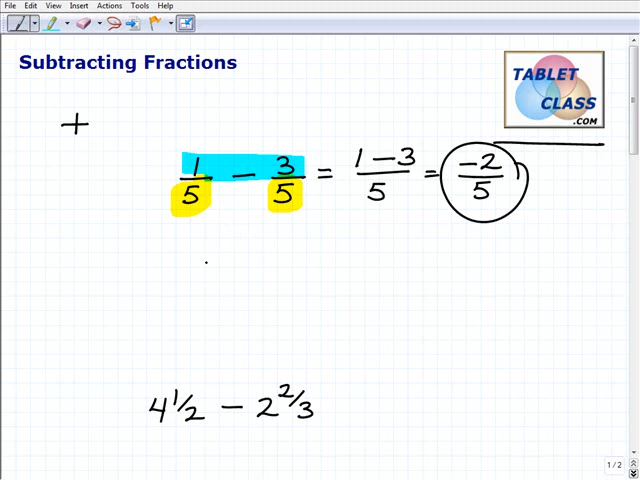 File Edit View Insert Actions Tools Help
Subtracting Fractions
TABLET
CLASS
.COM
+
1/5 − 3/5 = 1−3/5 = −2/5
4 1/2 − 2 2/3
1/2